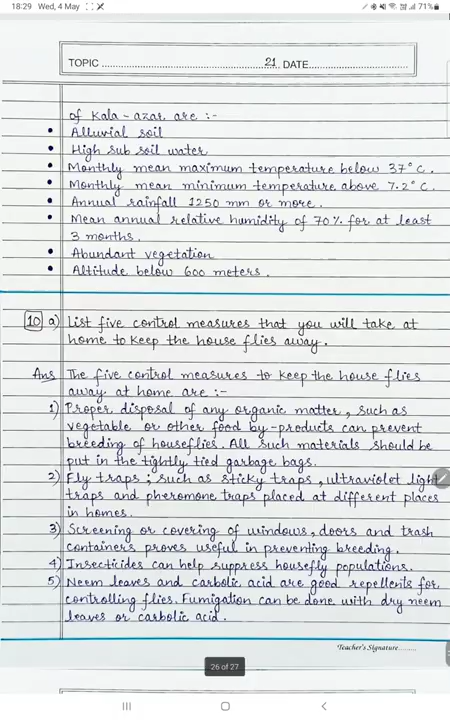 18:29 Wed, 4 May
71%
TOPIC 21 DATE
of Kala-azar are :-
• Alluvial soil
• High sub soil water
• Monthly mean maximum temperature below 37°C.
• Monthly mean minimum temperature above 7.2°C.
• Annual rainfall 1250 mm or more.
• Mean annual relative humidity of 70% for at least
3 months.
• Abundant vegetation
• Altitude below 600 meters.
10 a) List five control measures that you will take at
home to keep the house flies away.
Ans The five control measures to keep the house flies
away at home are :-
1) Proper disposal of any organic matter, such as
vegetable or other food by-products can prevent
breeding of houseflies. All such materials should be
put in the tightly tied garbage bags.
2) Fly traps; such as sticky traps, ultraviolet light
traps and pheromone traps placed at different places
in homes.
3) Screening or covering of windows, doors and trash
containers proves useful in preventing breeding.
4) Insecticides can help suppress housefly populations.
5) Neem leaves and carbolic acid are good repellents for
controlling flies. Fumigation can be done with dry neem
leaves or carbolic acid.
Teacher's Signature
26 of 27